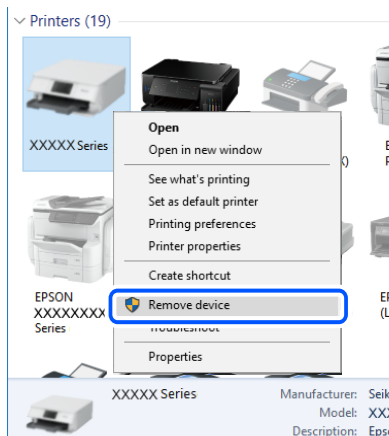 Printers (19)
XXXXX Series
Open
Open in new window
See what's printing
Set as default printer
Printing preferences
Printer properties
Create shortcut
Remove device
Troubleshoot
Properties
EPSON
XXXXXXXX
Series
XXXXX Series
Manufacturer:
Model:
Description: